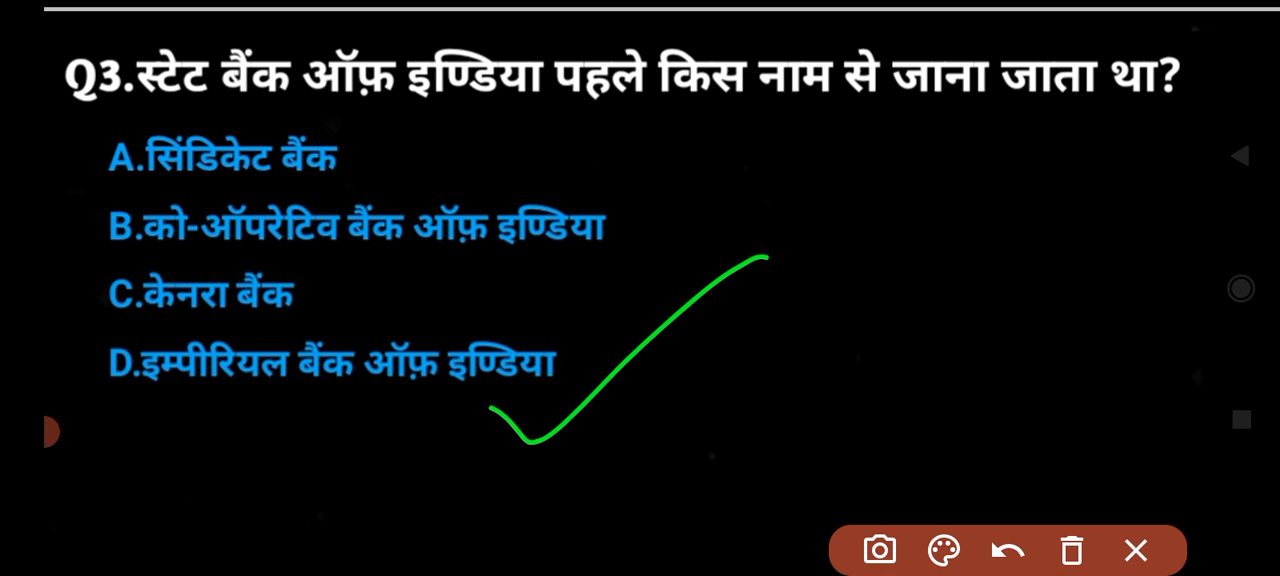 Q3.स्टेट बैंक ऑफ़ इण्डिया पहले किस नाम से जाना जाता था?
A.सिंडिकेट बैंक
B.को-ऑपरेटिव बैंक ऑफ़ इण्डिया
C.केनरा बैंक
D.इम्पीरियल बैंक ऑफ़ इण्डिया